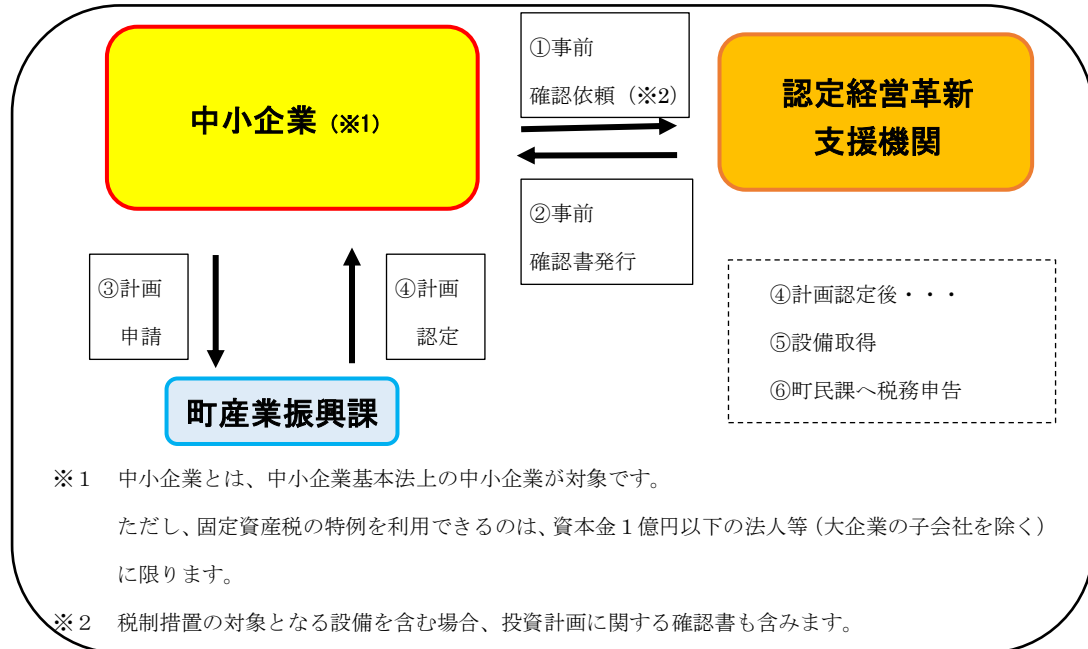 ①事前
確認依頼（※2）
中小企業（※1）
認定経営革新
支援機関
②事前
確認書発行
③計画
申請
④計画
認定
④計画認定後・・・
⑤設備取得
⑥町民課へ税務申告
町産業振興課
※１　中小企業とは、中小企業基本法上の中小企業が対象です。
ただし、固定資産税の特例を利用できるのは、資本金１億円以下の法人等（大企業の子会社を除く）
に限ります。
※２　税制措置の対象となる設備を含む場合、投資計画に関する確認書も含みます。